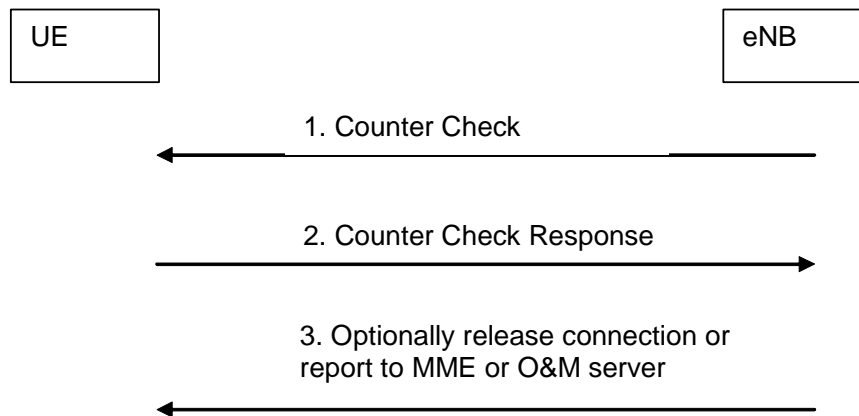 UE
eNB
1. Counter Check
2. Counter Check Response
3. Optionally release connection or
report to MME or O&M server